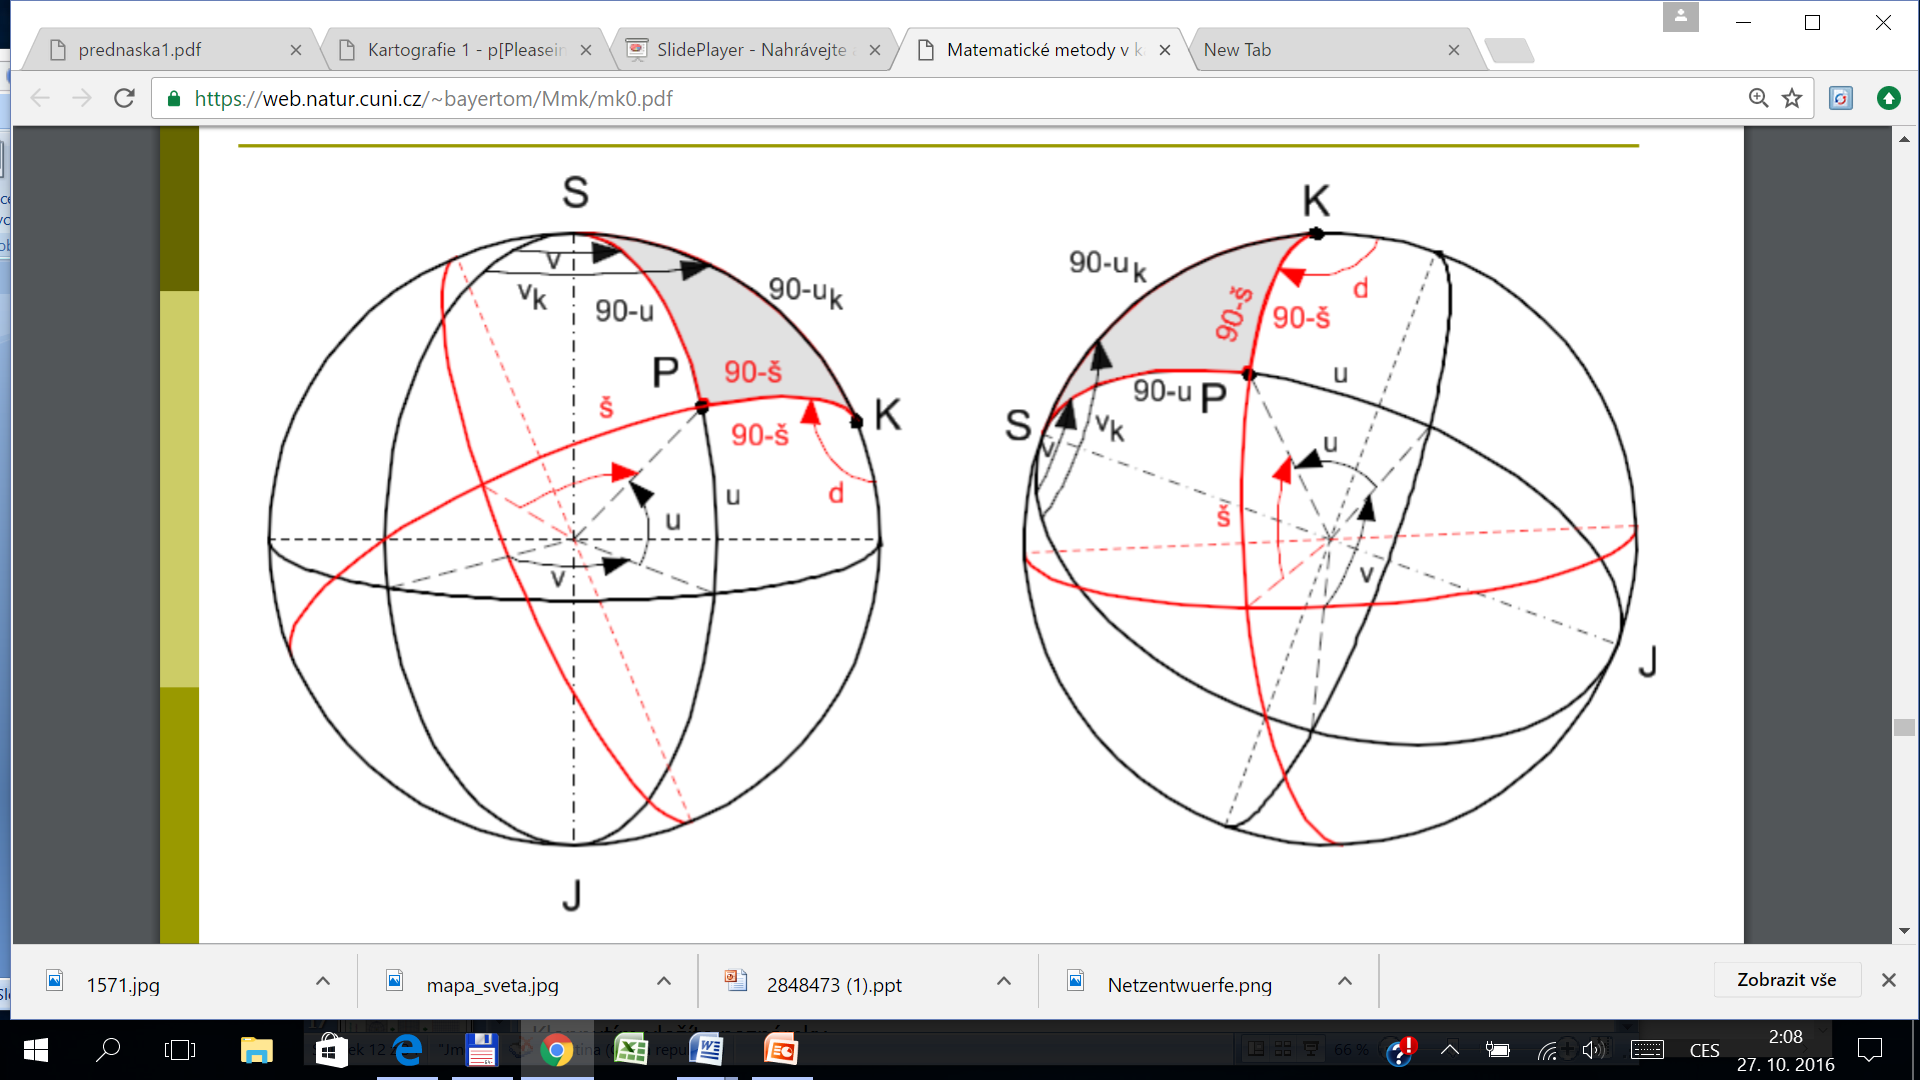 prednaska1.pdf
Kartografie 1 - p[Pleasein
SlidePlayer - Nahrávejte
Matematické metody v k
New Tab
https://web.natur.cuni.cz/~bayertom/Mmk/mk0.pdf
S
v
vk
90-u
90-uk
P
90-š
š
90-š
K
d
u
u
v
J
K
90-uk
90-š
d
90-š
u
90-u
P
S
v
vk
u
š
v
J
1571.jpg
mapa_sveta.jpg
2848473 (1).ppt
Netzentwuerfe.png
Zobrazit vše
66 %
CES
2:08
27. 10. 2016